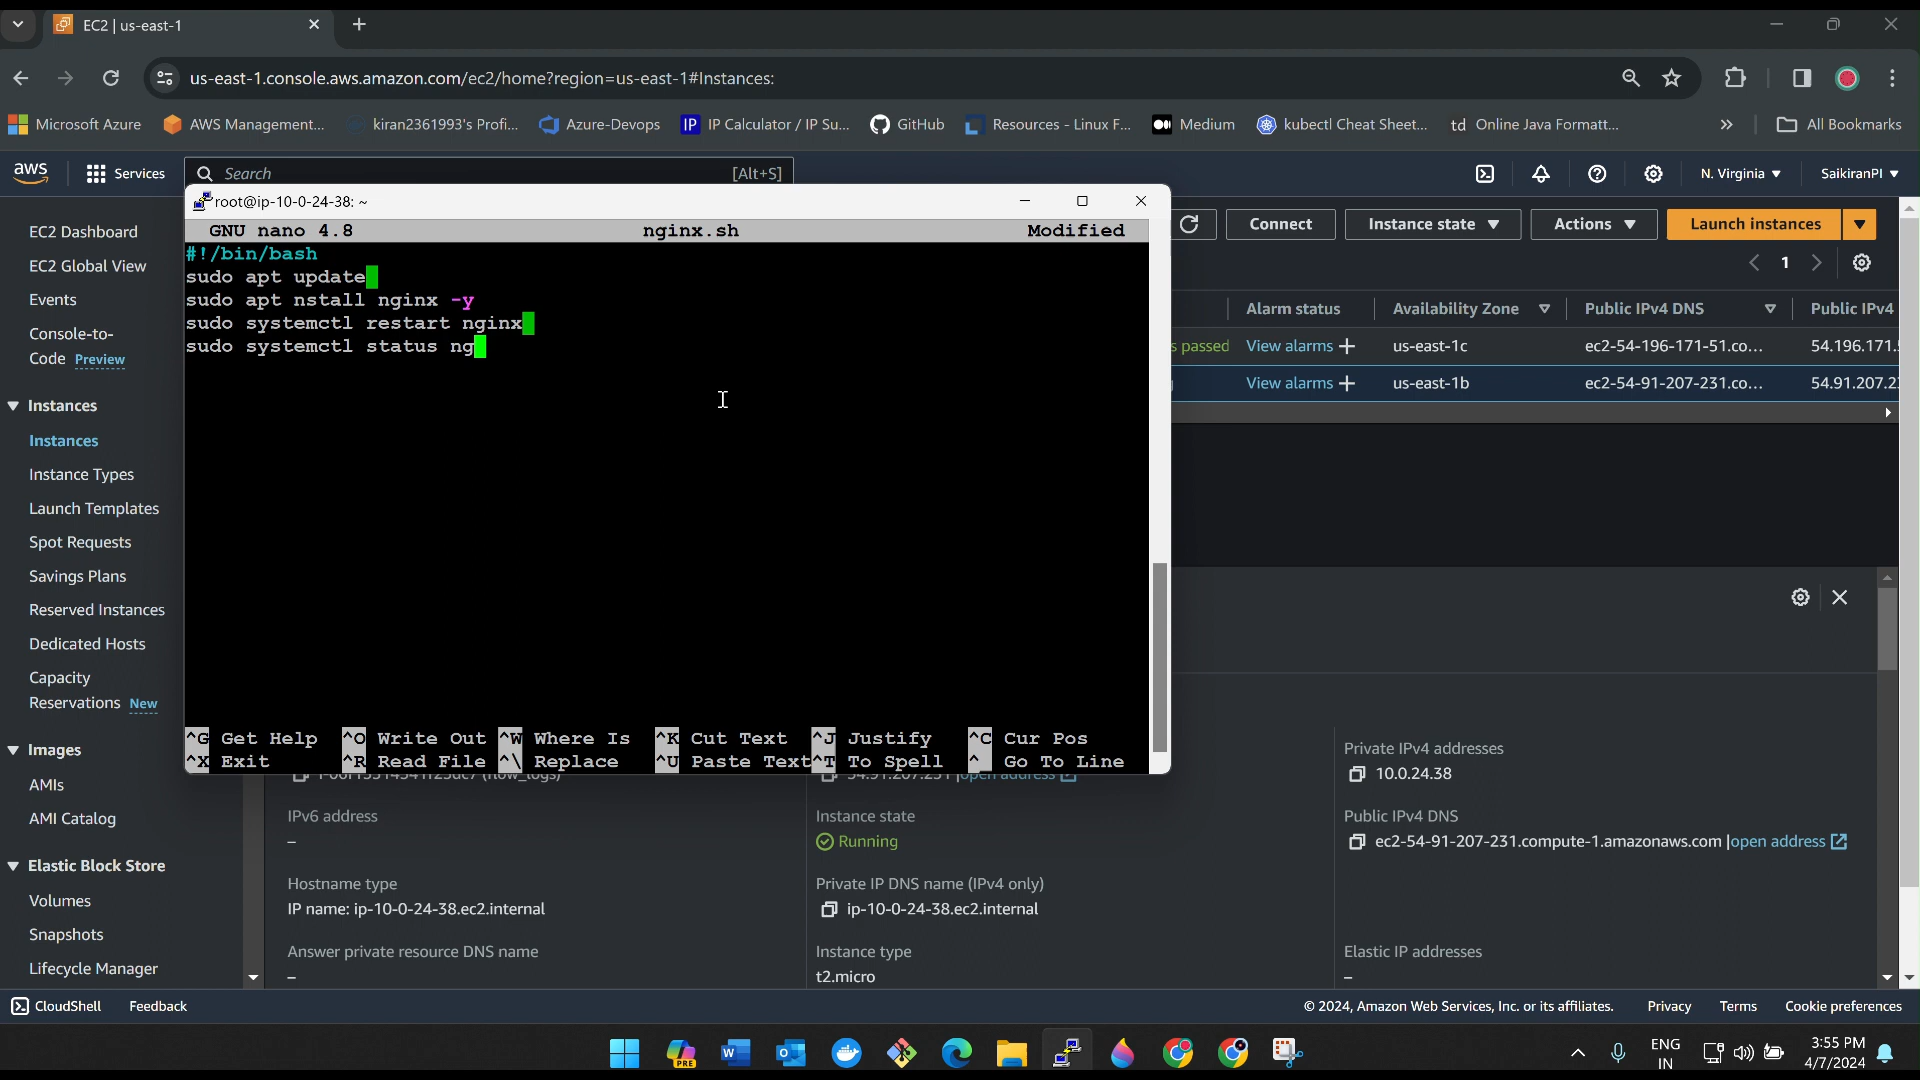 EC2 | us-east-1
us-east-1.console.aws.amazon.com/ec2/home?region=us-east-1#Instances:
Microsoft Azure
AWS Management...
kiran2361993's Profi...
Azure-Devops
IP IP Calculator / IP Su...
GitHub
Resources - Linux F...
Medium
kubectl Cheat Sheet...
td Online Java Formatt...
»
All Bookmarks
aws
Services
Search
[Alt+S]
N. Virginia
SaikiranPl
root@ip-10-0-24-38: ~
GNU nano 4.8
nginx.sh
Modified
#!/bin/bash
sudo apt update
sudo apt nstall nginx -y
sudo systemctl restart nginx
sudo systemctl status ng
^G Get Help ^O Write Out ^W Where Is ^K Cut Text ^J Justify ^C Cur Pos
^X Exit ^R Read File ^\ Replace ^U Paste Text ^T To Spell ^_ Go To Line
EC2 Dashboard
EC2 Global View
Events
Console-to-
Code Preview
Instances
Instances
Instance Types
Launch Templates
Spot Requests
Savings Plans
Reserved Instances
Dedicated Hosts
Capacity
Reservations New
Images
AMIs
AMI Catalog
Elastic Block Store
Volumes
Snapshots
Lifecycle Manager
Connect
Instance state
Actions
Launch instances
1
Alarm status
Availability Zone
Public IPv4 DNS
Public IPv4
s passed
View alarms +
us-east-1c
ec2-54-196-171-51.co...
54.196.171.
View alarms +
us-east-1b
ec2-54-91-207-231.co...
54.91.207.2
Private IPv4 addresses
10.0.24.38
IPv6 address
–
Instance state
Running
Public IPv4 DNS
ec2-54-91-207-231.compute-1.amazonaws.com |open address
Hostname type
IP name: ip-10-0-24-38.ec2.internal
Private IP DNS name (IPv4 only)
ip-10-0-24-38.ec2.internal
Answer private resource DNS name
–
Instance type
t2.micro
Elastic IP addresses
–
CloudShell
Feedback
© 2024, Amazon Web Services, Inc. or its affiliates.
Privacy
Terms
Cookie preferences
PRE
ENG
IN
3:55 PM
4/7/2024